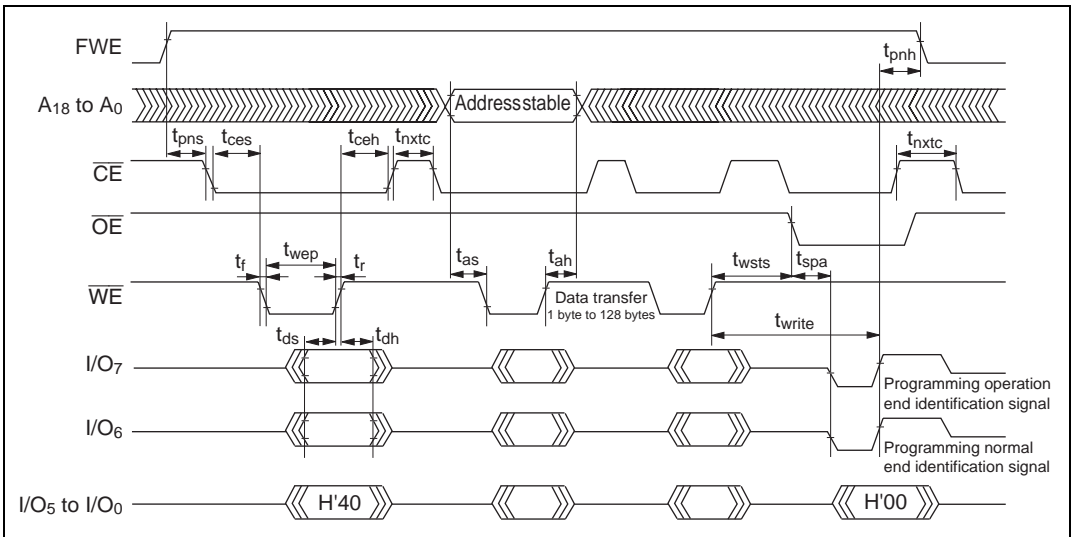 FWE
tpnh
A18 to A0
Addressstable
tpns
tces
tceh
tnxtc
tnxtc
CE
OE
tf
twep
tr
tas
tah
twsts
tspa
WE
Data transfer
1 byte to 128 bytes
twrite
tds
tdh
I/O7
Programming operation
end identification signal
I/O6
Programming normal
end identification signal
I/O5 to I/O0
H'40
H'00